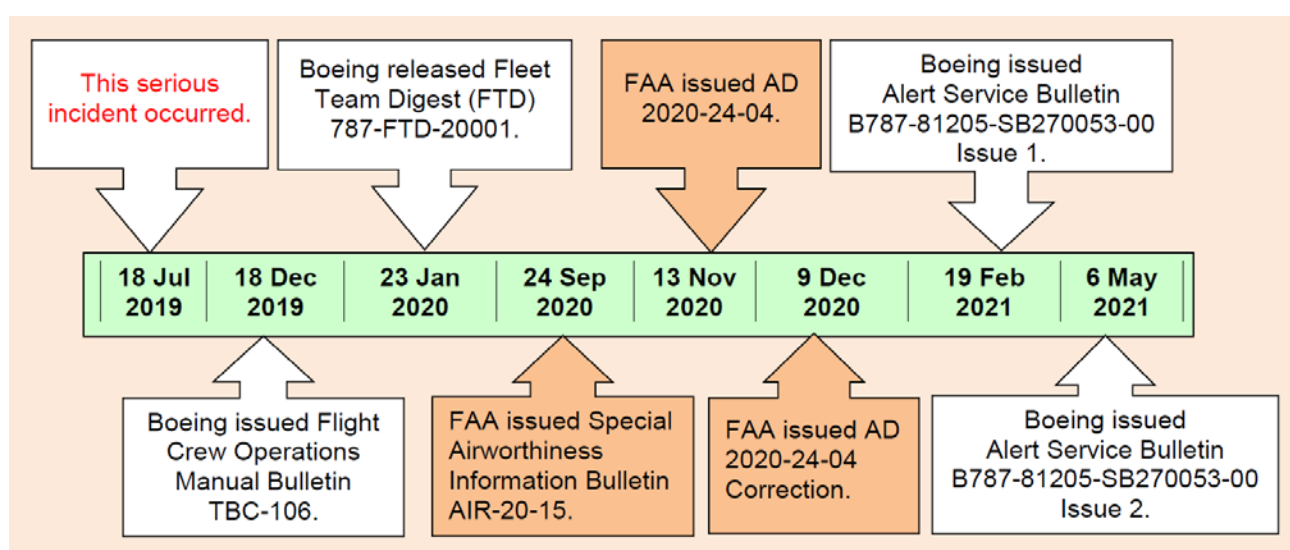 This serious
incident occurred.
Boeing released Fleet
Team Digest (FTD)
787-FTD-20001.
FAA issued AD
2020-24-04.
Boeing issued
Alert Service Bulletin
B787-81205-SB270053-00
Issue 1.
18 Jul
2019
18 Dec
2019
23 Jan
2020
24 Sep
2020
13 Nov
2020
9 Dec
2020
19 Feb
2021
6 May
2021
Boeing issued Flight
Crew Operations
Manual Bulletin
TBC-106.
FAA issued Special
Airworthiness
Information Bulletin
AIR-20-15.
FAA issued AD
2020-24-04
Correction.
Boeing issued
Alert Service Bulletin
B787-81205-SB270053-00
Issue 2.